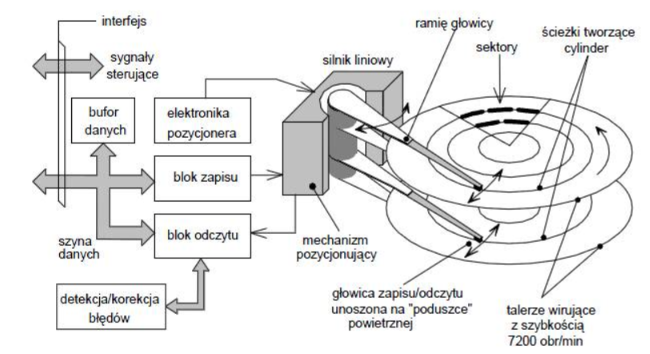 interfejs
sygnały
sterujące
bufor
danych
elektronika
pozycjonera
blok zapisu
blok odczytu
szyna
danych
detekcja/korekcja
błędów
silnik liniowy
mechanizm
pozycjonujący
ramię głowicy
sektory
ścieżki tworzące
cylinder
głowica zapisu/odczytu
unoszona na "poduszce"
powietrznej
talerze wirujące
z szybkością
7200 obr/min